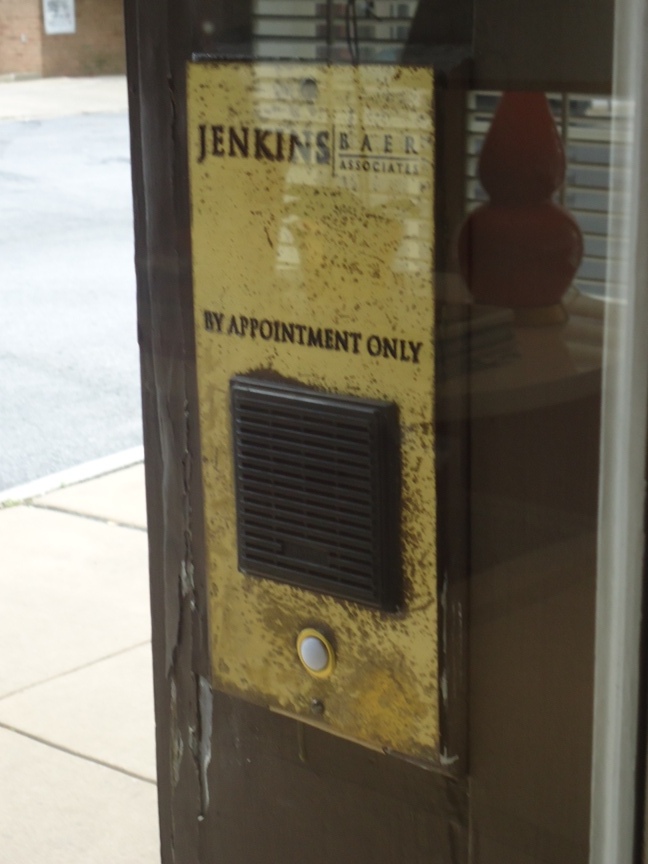 JENKINS BAER
ASSOCIATES
BY APPOINTMENT ONLY